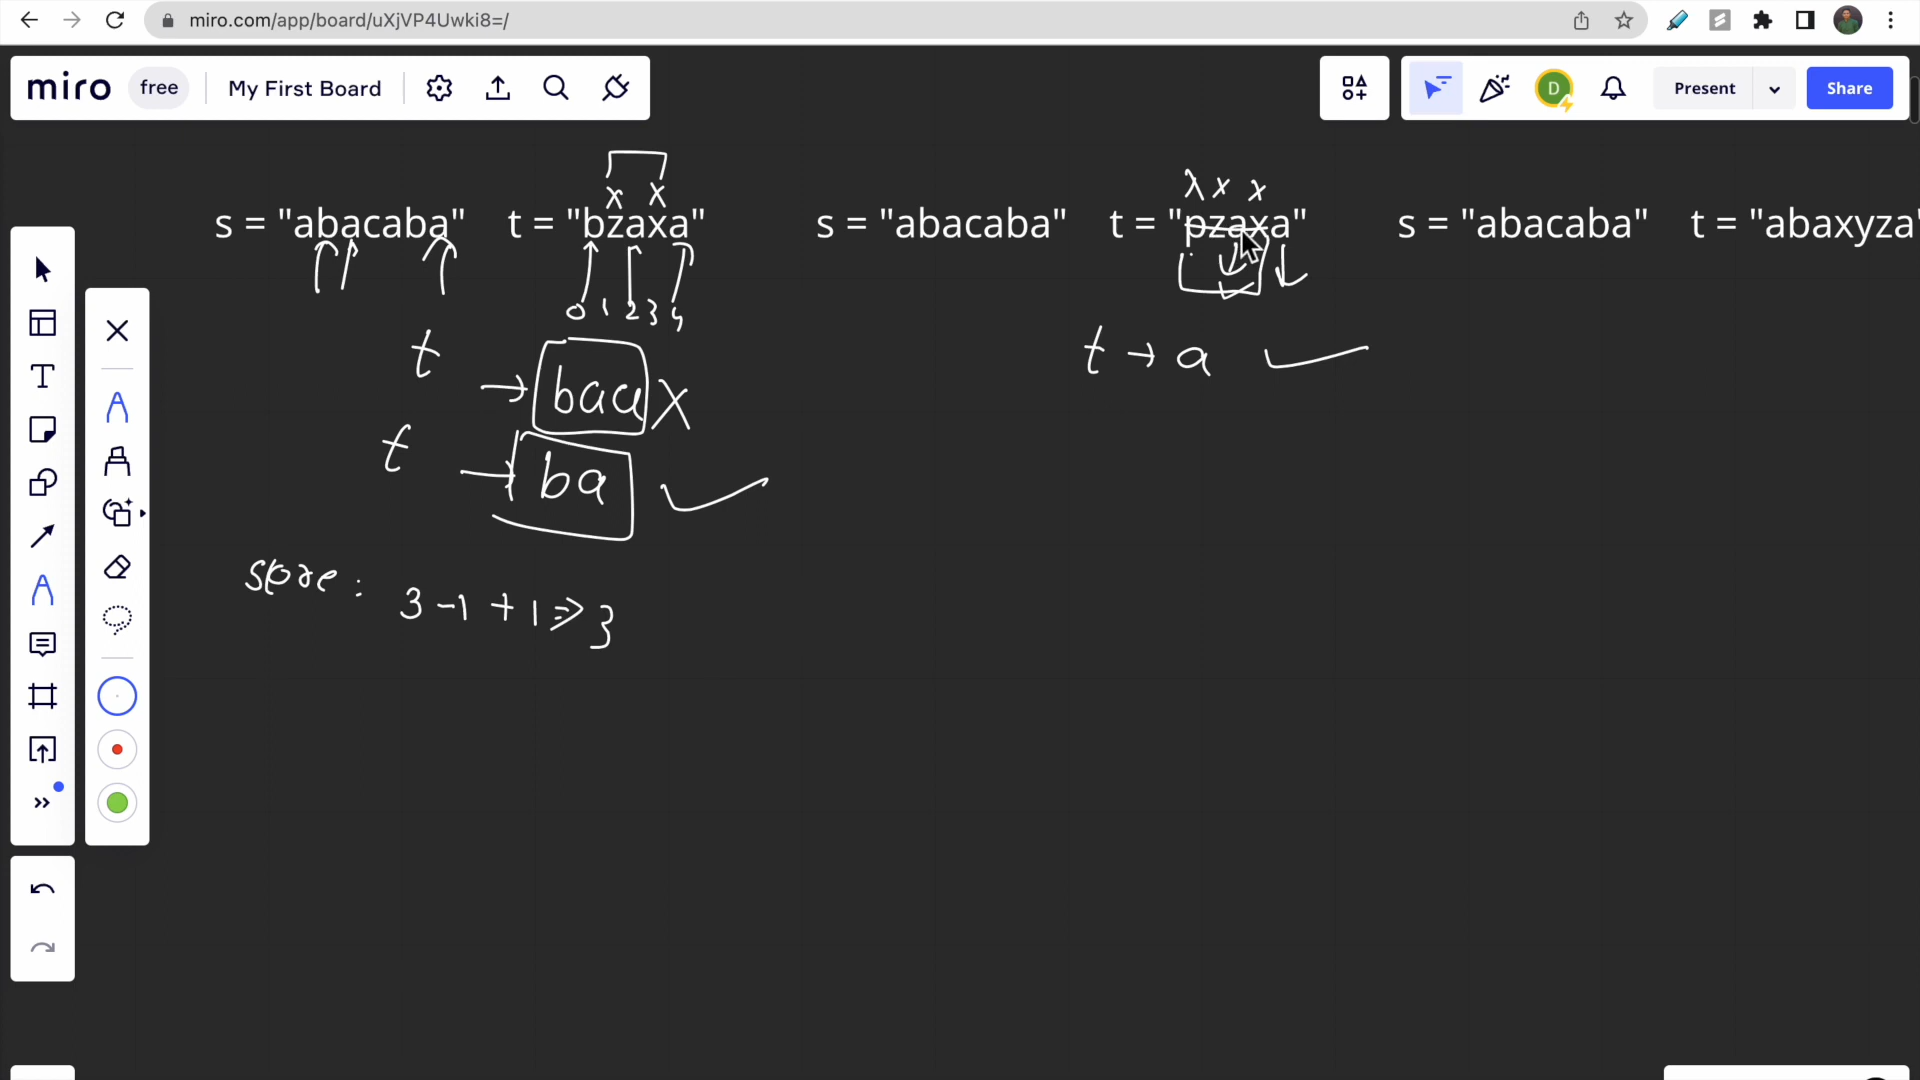 miro.com/app/board/uXjVP4Uwki8=/
miro free My First Board
D Present Share
x x
x x x
s = "abacaba" t = "bzaxa"
s = "abacaba" t = "pzaxa"
s = "abacaba" t = "abaxyza"
0 1 2 3 4
t → baa X
t → ba
t → a
score: 3 - 1 + 1 => 3